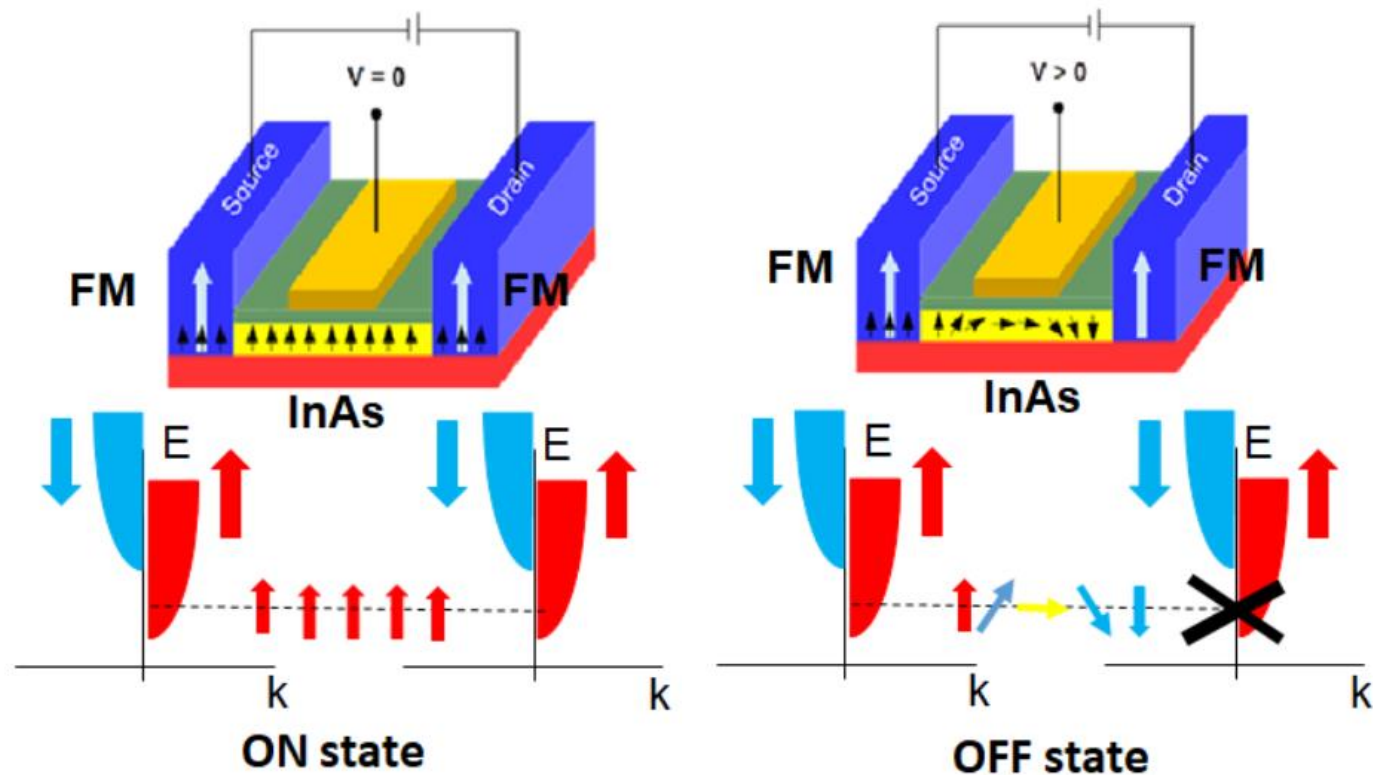 V = 0
Source
Drain
FM
FM
InAs
E
E
k
k
ON state
V > 0
Source
Drain
FM
FM
InAs
E
E
k
k
OFF state